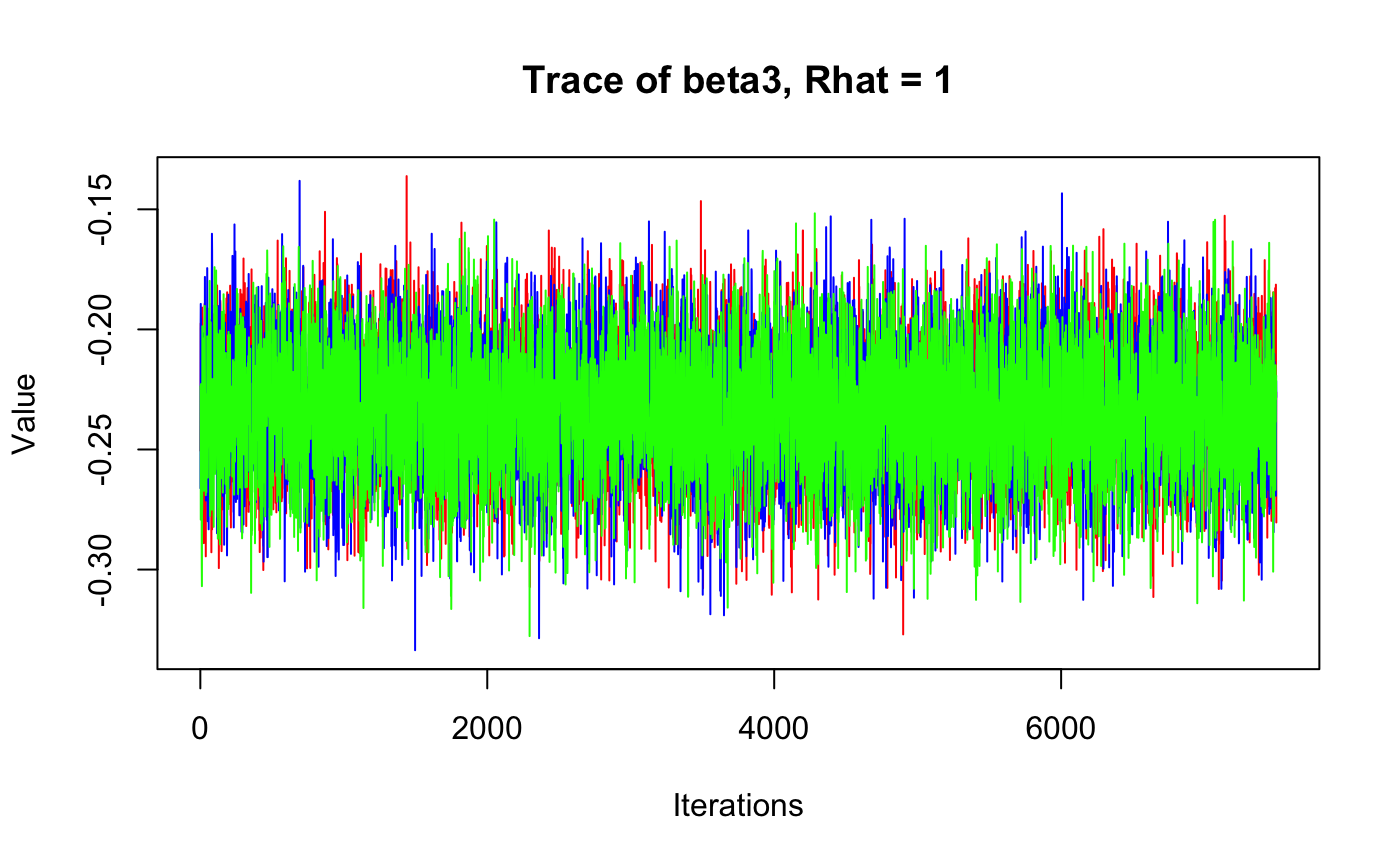 Trace of beta3, Rhat = 1
Value
-0.15
-0.20
-0.25
-0.30
0 2000 4000 6000
Iterations